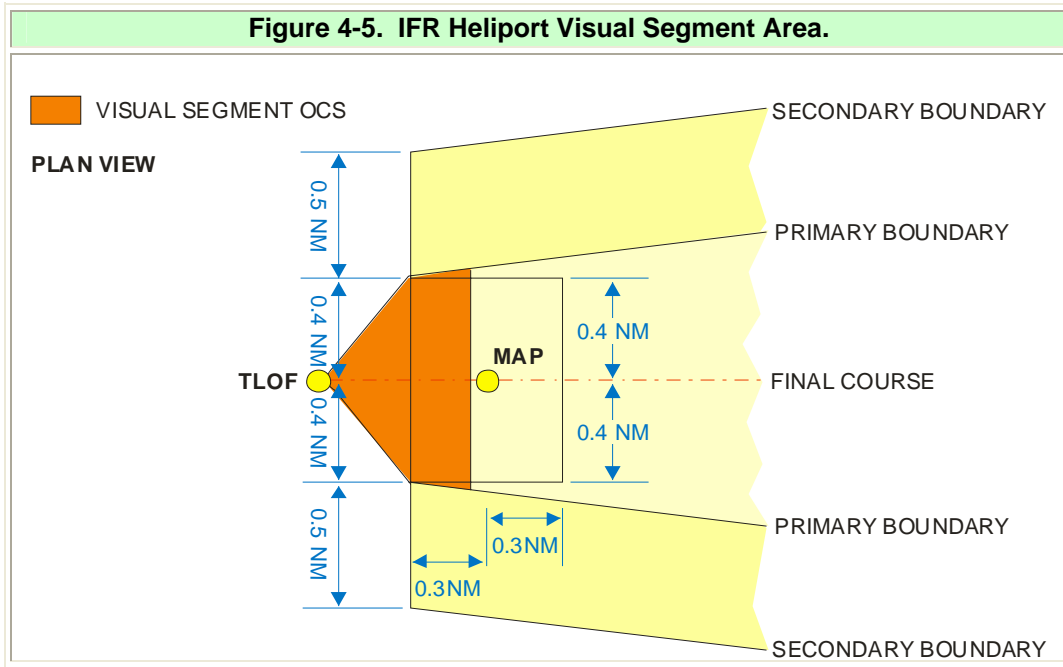 Figure 4-5. IFR Heliport Visual Segment Area.
VISUAL SEGMENT OCS
SECONDARY BOUNDARY
PLAN VIEW
0.5 NM
PRIMARY BOUNDARY
0.4 NM
0.4 NM
MAP
TLOF
FINAL COURSE
0.4 NM
0.4 NM
0.5 NM
PRIMARY BOUNDARY
0.3NM
0.3NM
SECONDARY BOUNDARY